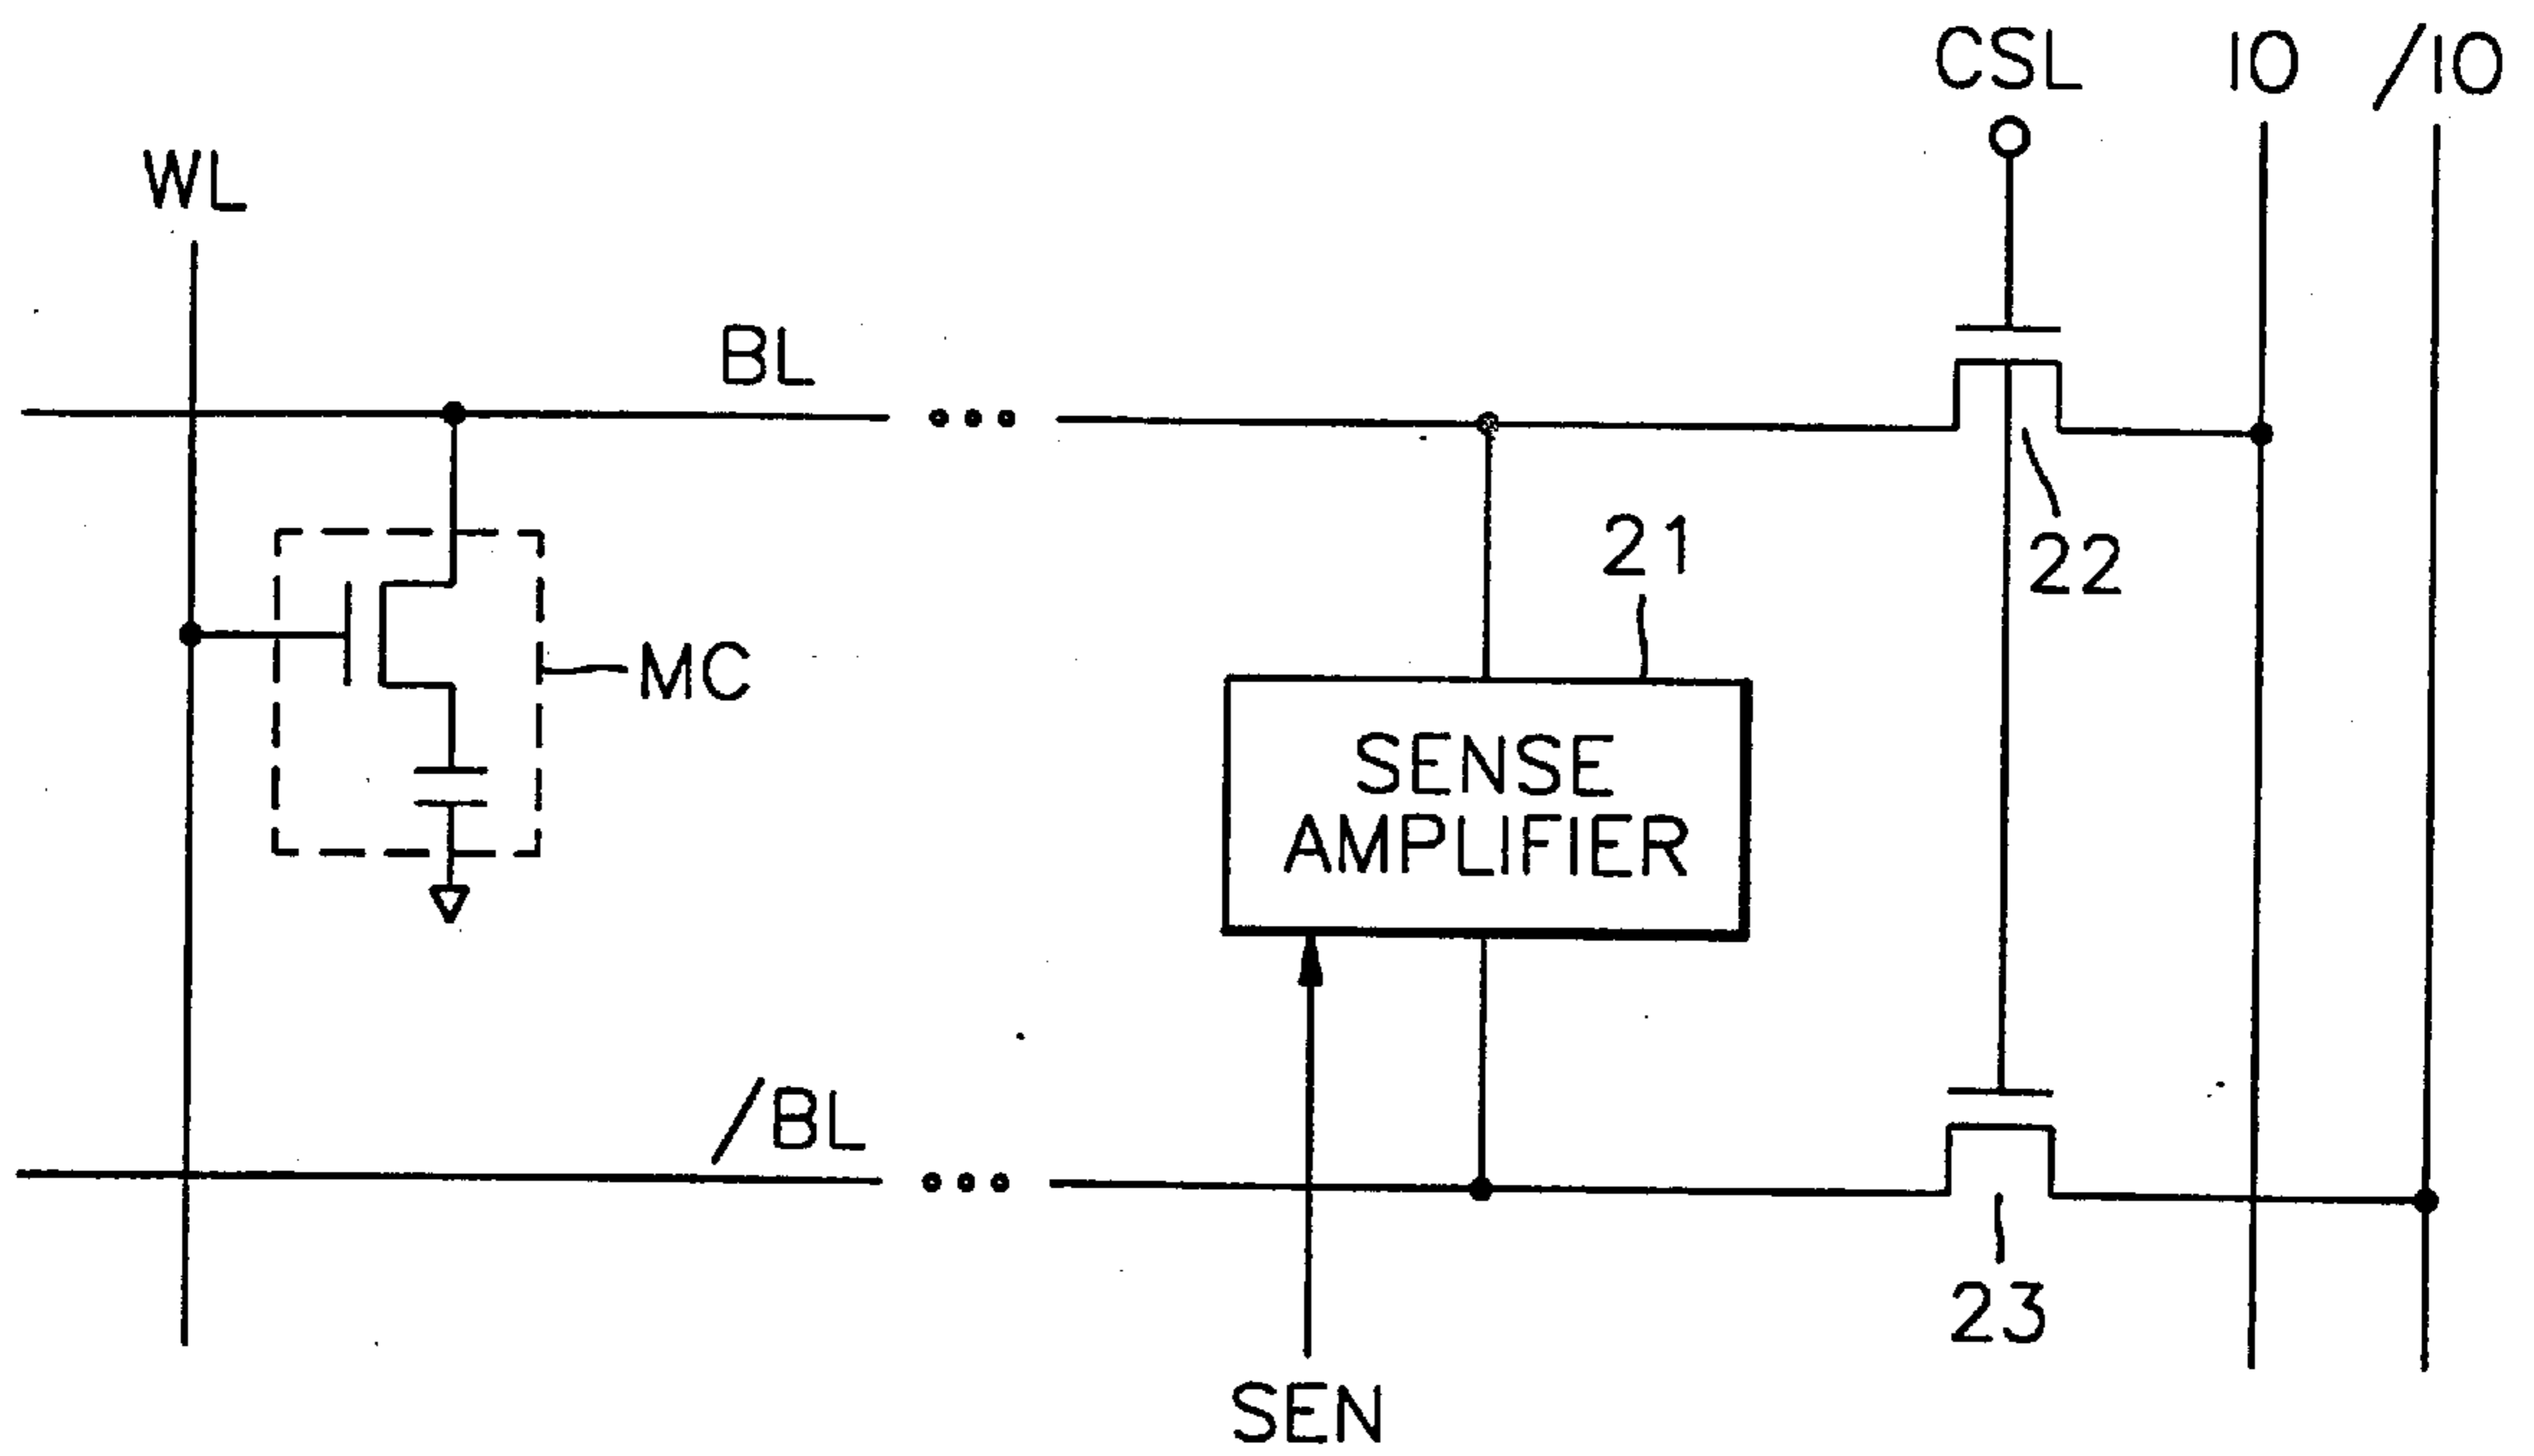 CSL
IO
/IO
WL
BL
21
22
MC
SENSE
AMPLIFIER
/BL
23
SEN